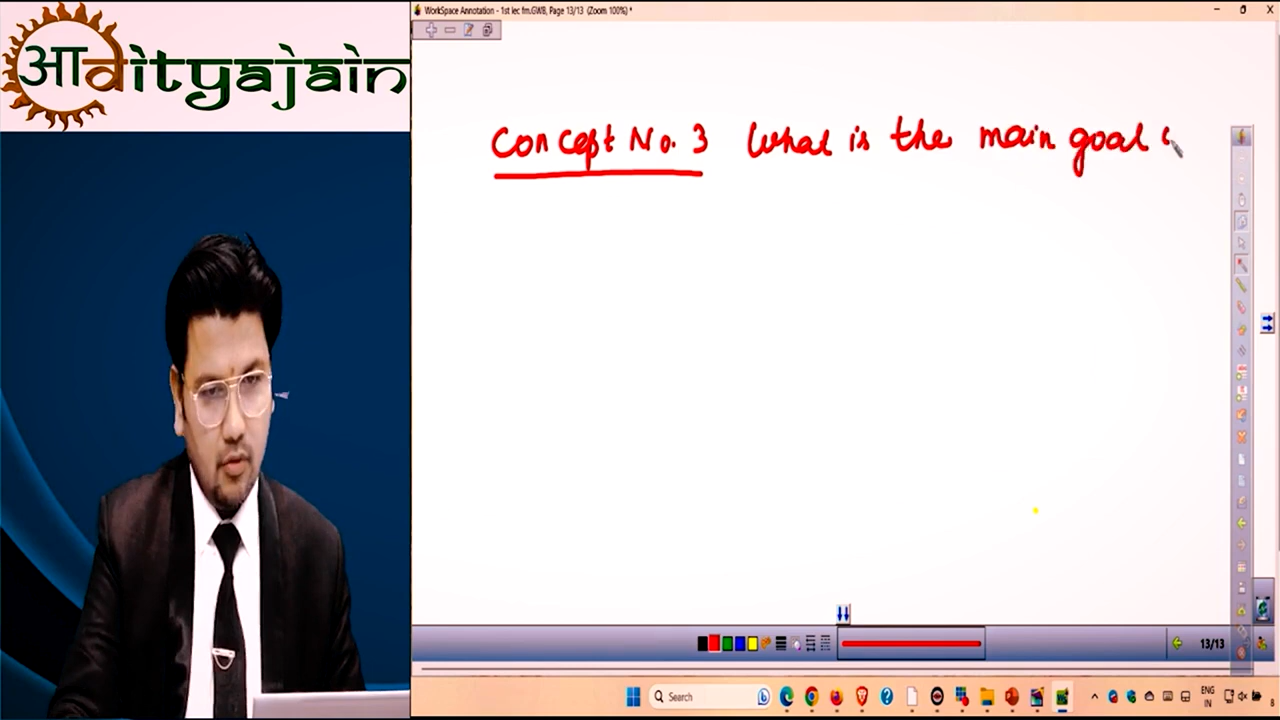 आdityajain
WorkSpace Annotation - 1st lec fm.GWB, Page 13/13 (Zoom 100%) *
Concept No. 3 What is the main goal
13/13
Search
ENG
IN